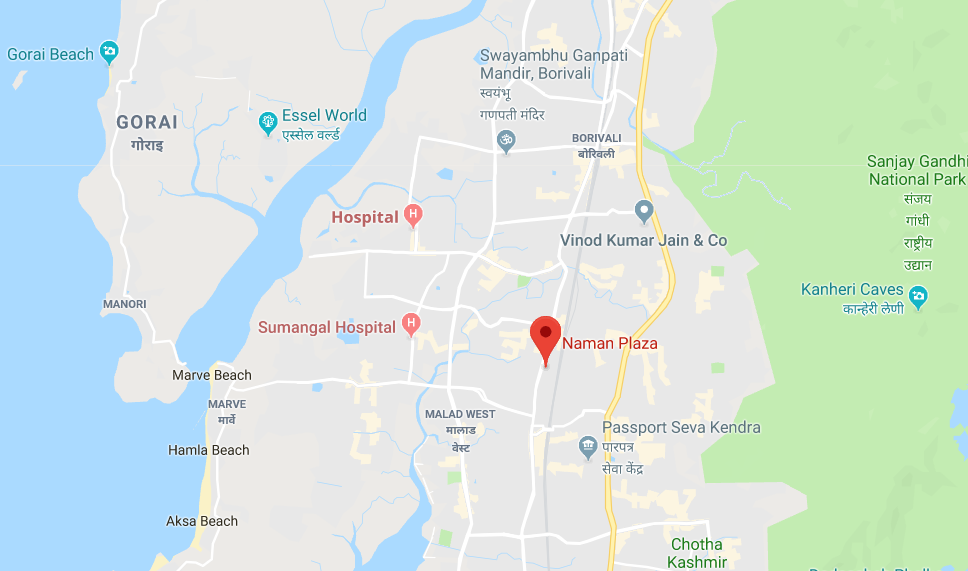 Gorai Beach
Swayambhu Ganpati
Mandir, Borivali
स्वयंभू
गणपती मंदिर
Essel World
एस्सेल वर्ल्ड
GORAI
गोराइ
BORIVALI
बोरिवली
Sanjay Gandhi
National Park
संजय
गांधी
राष्ट्रीय
उद्यान
Hospital
Vinod Kumar Jain & Co
Kanheri Caves
कान्हेरी लेणी
MANORI
Sumangal Hospital
Naman Plaza
Marve Beach
MARVE
मार्वे
MALAD WEST
मालाड
वेस्ट
Passport Seva Kendra
पारपत्र
सेवा केंद्र
Hamla Beach
Aksa Beach
Chotha
Kashmir